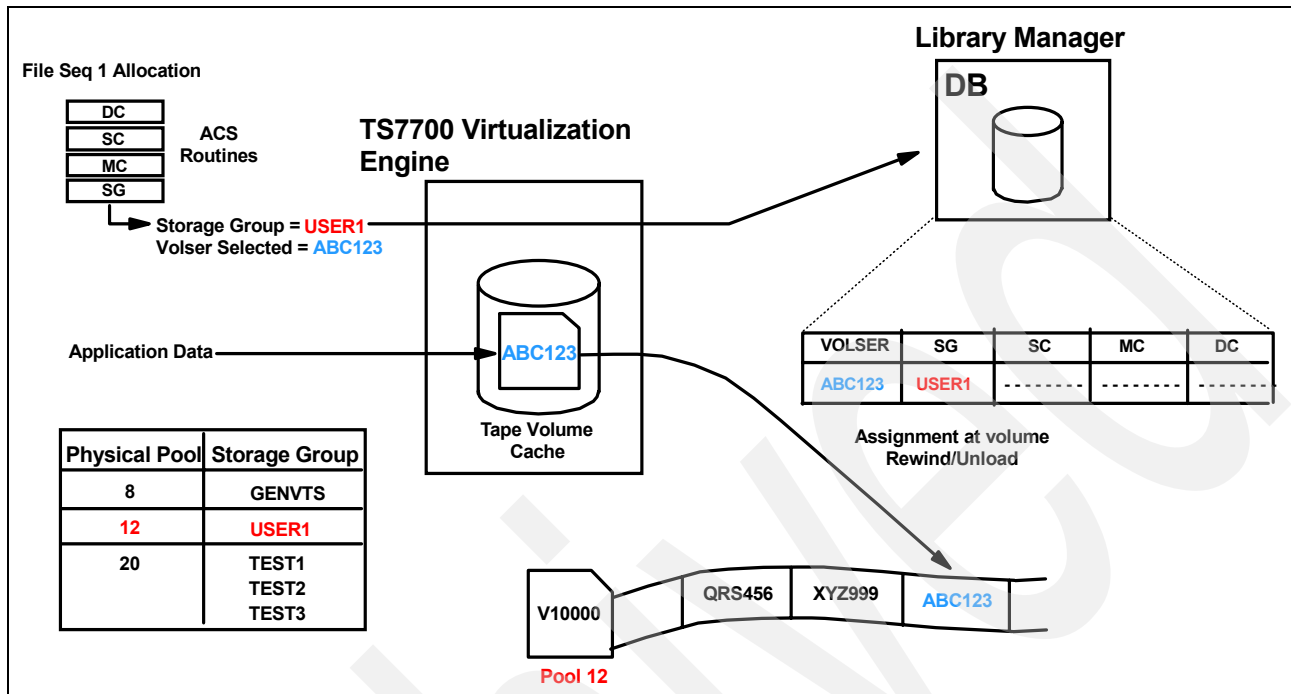 Library Manager
DB
File Seq 1 Allocation
DC
SC
MC
SG
ACS
Routines
TS7700 Virtualization
Engine
Storage Group = USER1
Volser Selected = ABC123
Application Data
ABC123
Tape Volume
Cache
VOLSER SG SC MC DC
ABC123 USER1 -------- -------- --------
Assignment at volume
Rewind/Unload
Physical Pool Storage Group
8 GENVTS
12 USER1
20 TEST1
TEST2
TEST3
V10000
QRS456 XYZ999 ABC123
Pool 12